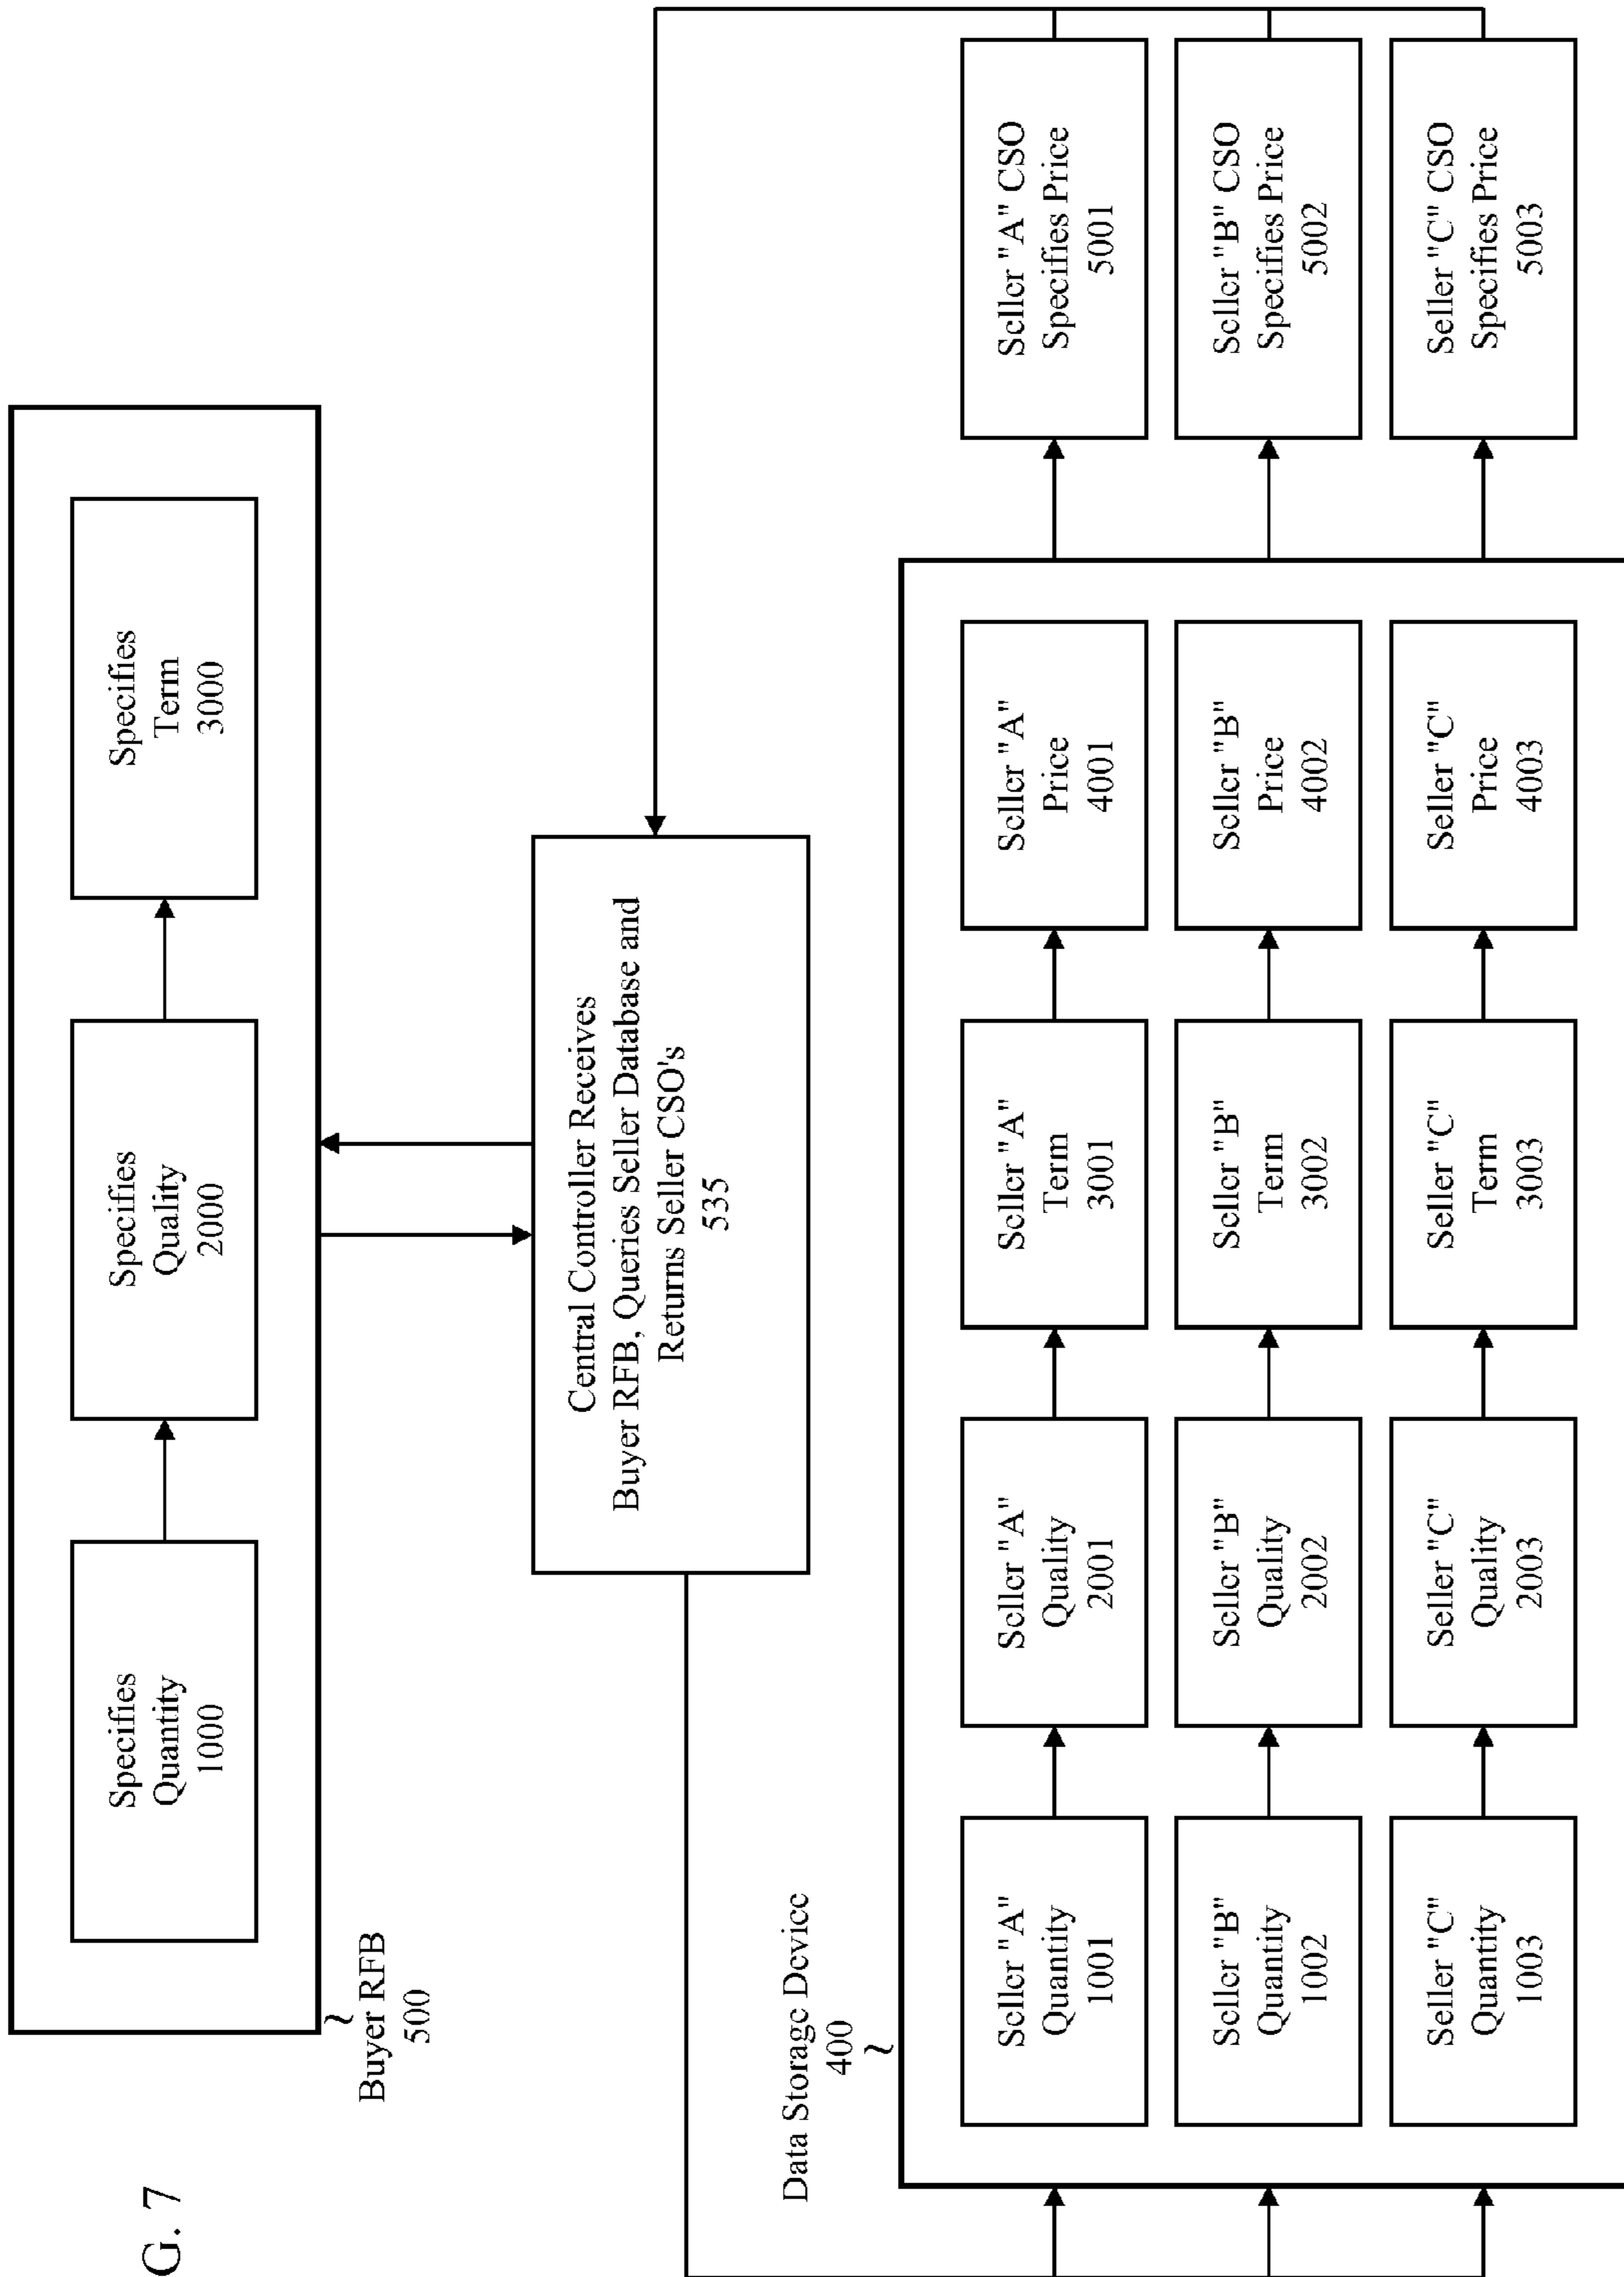 G. 7
Specifies
Quantity
1000
Specifies
Quality
2000
Specifies
Term
3000
~
Buyer RFB
500
Central Controller Receives
Buyer RFB, Queries Seller Database and
Returns Seller CSO's
535
Data Storage Device
400
~
Seller "A"
Quantity
1001
Seller "A"
Quality
2001
Seller "A"
Term
3001
Seller "A"
Price
4001
Seller "A" CSO
Specifies Price
5001
Seller "B"
Quantity
1002
Seller "B"
Quality
2002
Seller "B"
Term
3002
Seller "B"
Price
4002
Seller "B" CSO
Specifies Price
5002
Seller "C"
Quantity
1003
Seller "C"
Quality
2003
Seller "C"
Term
3003
Seller "C"
Price
4003
Seller "C" CSO
Specifies Price
5003